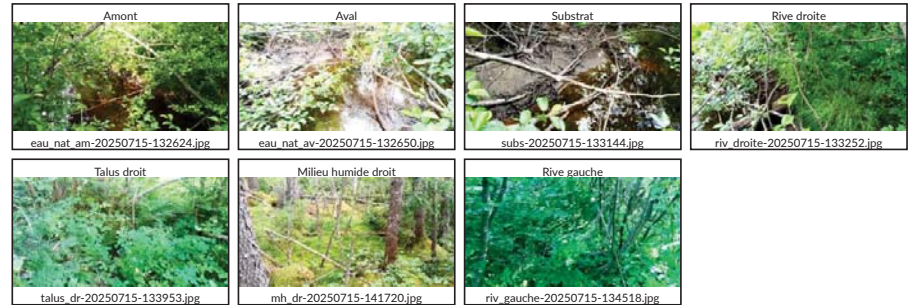 Amont
Aval
Substrat
Rive droite
eau_nat_am-20250715-132624.jpg
eau_nat_av-20250715-132650.jpg
subs-20250715-133144.jpg
riv_droite-20250715-133252.jpg
Talus droit
Milieu humide droit
Rive gauche
talus_dr-20250715-133953.jpg
mh_dr-20250715-141720.jpg
riv_gauche-20250715-134518.jpg